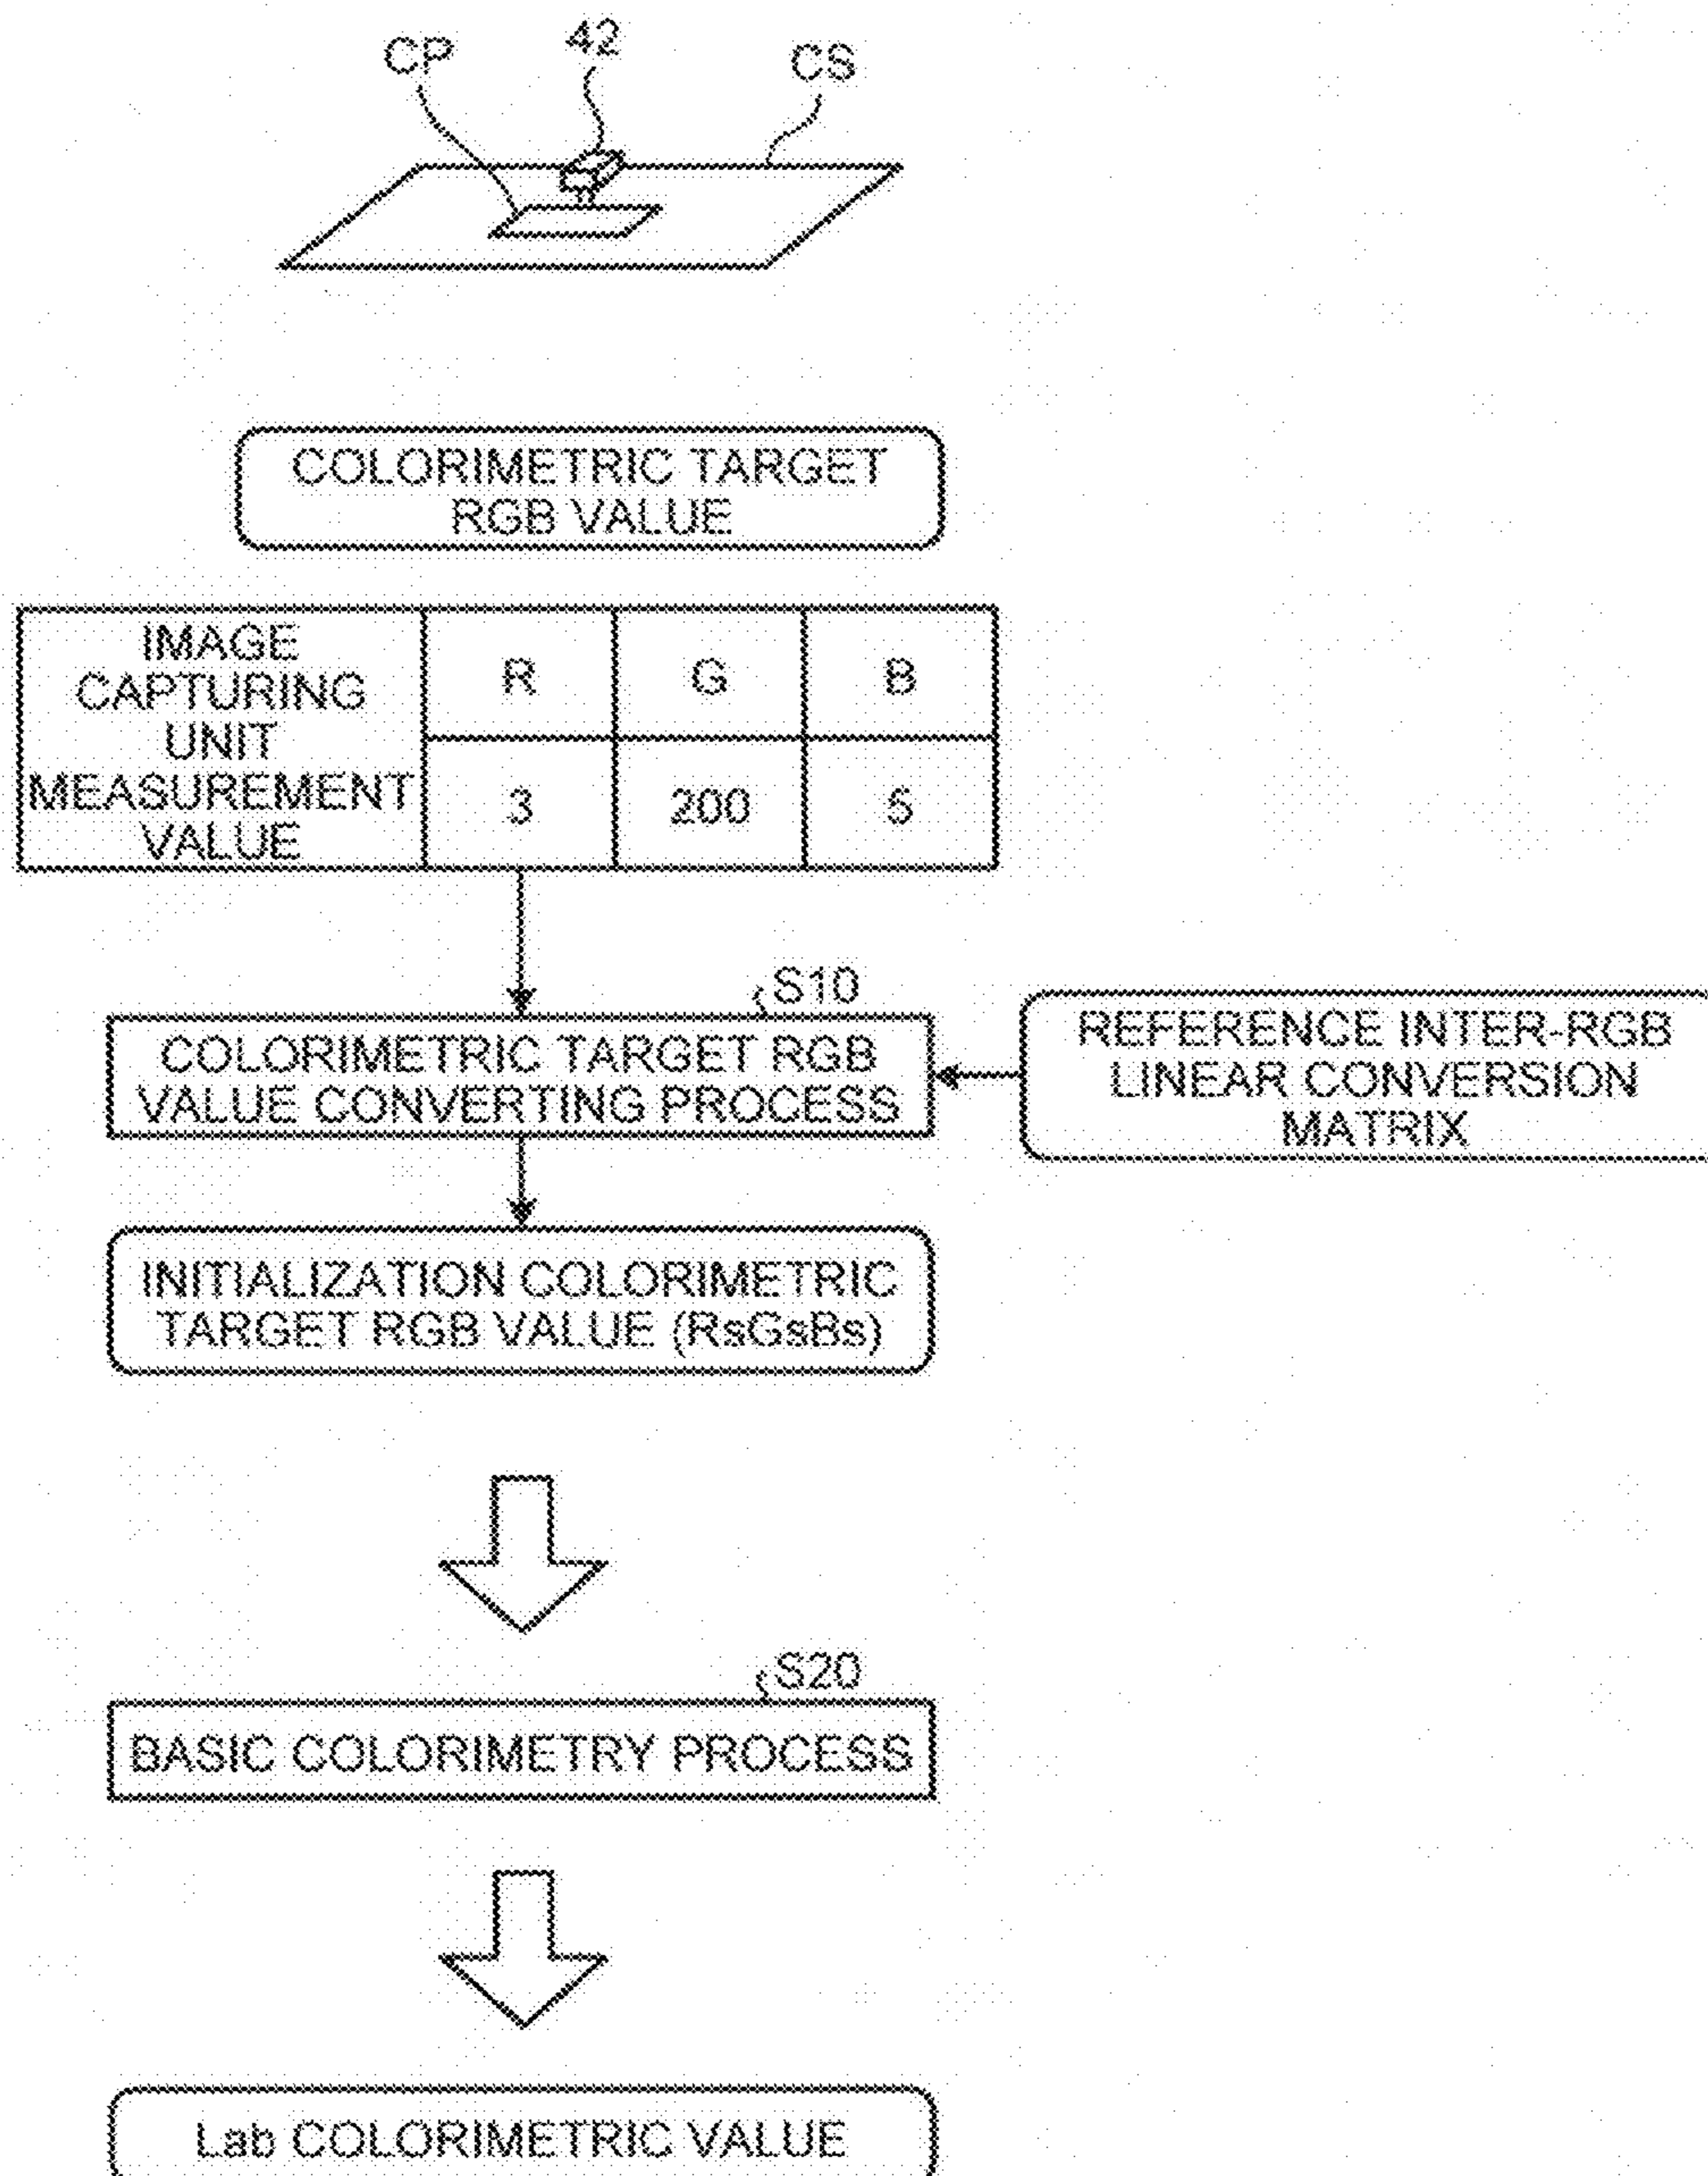 CP
42
CS
COLORIMETRIC TARGET
RGB VALUE
IMAGE
CAPTURING
UNIT
MEASUREMENT
VALUE
R
G
B
3
200
5
S10
COLORIMETRIC TARGET RGB
VALUE CONVERTING PROCESS
REFERENCE INTER-RGB
LINEAR CONVERSION
MATRIX
INITIALIZATION COLORIMETRIC
TARGET RGB VALUE (RsGsBs)
S20
BASIC COLORIMETRY PROCESS
Lab COLORIMETRIC VALUE